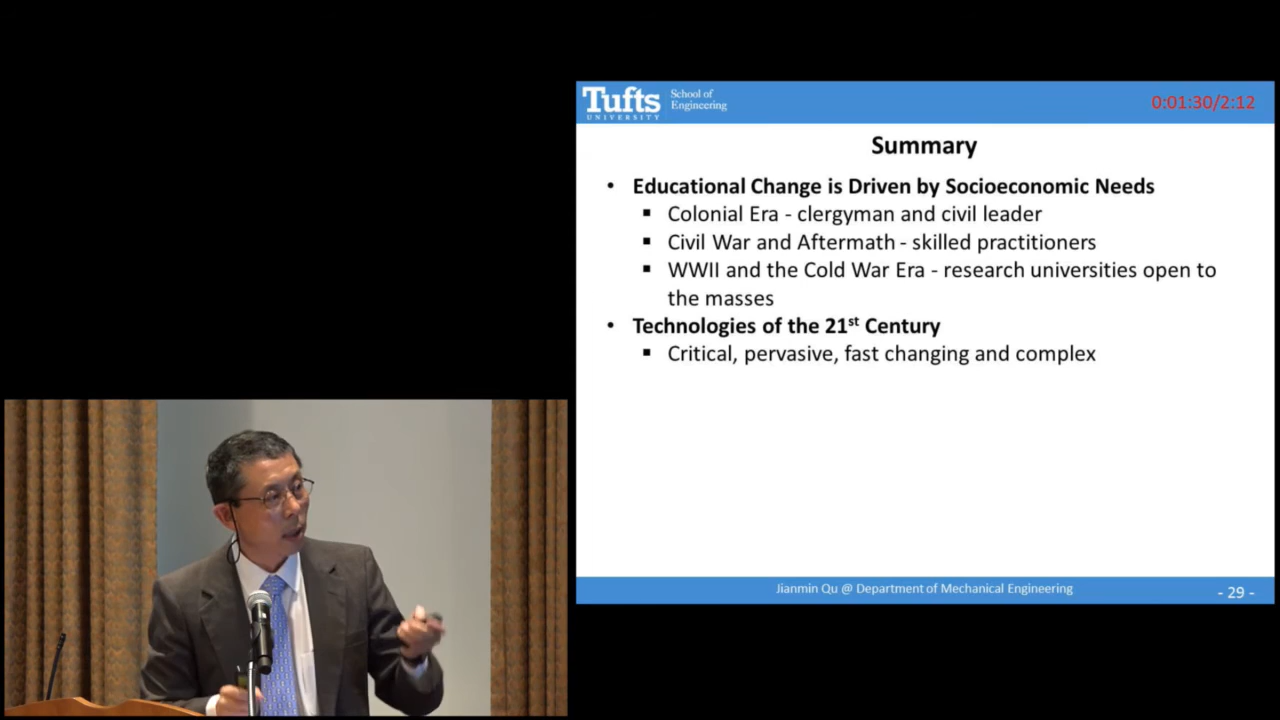 Tufts
UNIVERSITY
School of
Engineering
0:01:30/2:12
Summary
• Educational Change is Driven by Socioeconomic Needs
▪ Colonial Era - clergyman and civil leader
▪ Civil War and Aftermath - skilled practitioners
▪ WWII and the Cold War Era - research universities open to
the masses
• Technologies of the 21st Century
▪ Critical, pervasive, fast changing and complex
Jianmin Qu @ Department of Mechanical Engineering
- 29 -